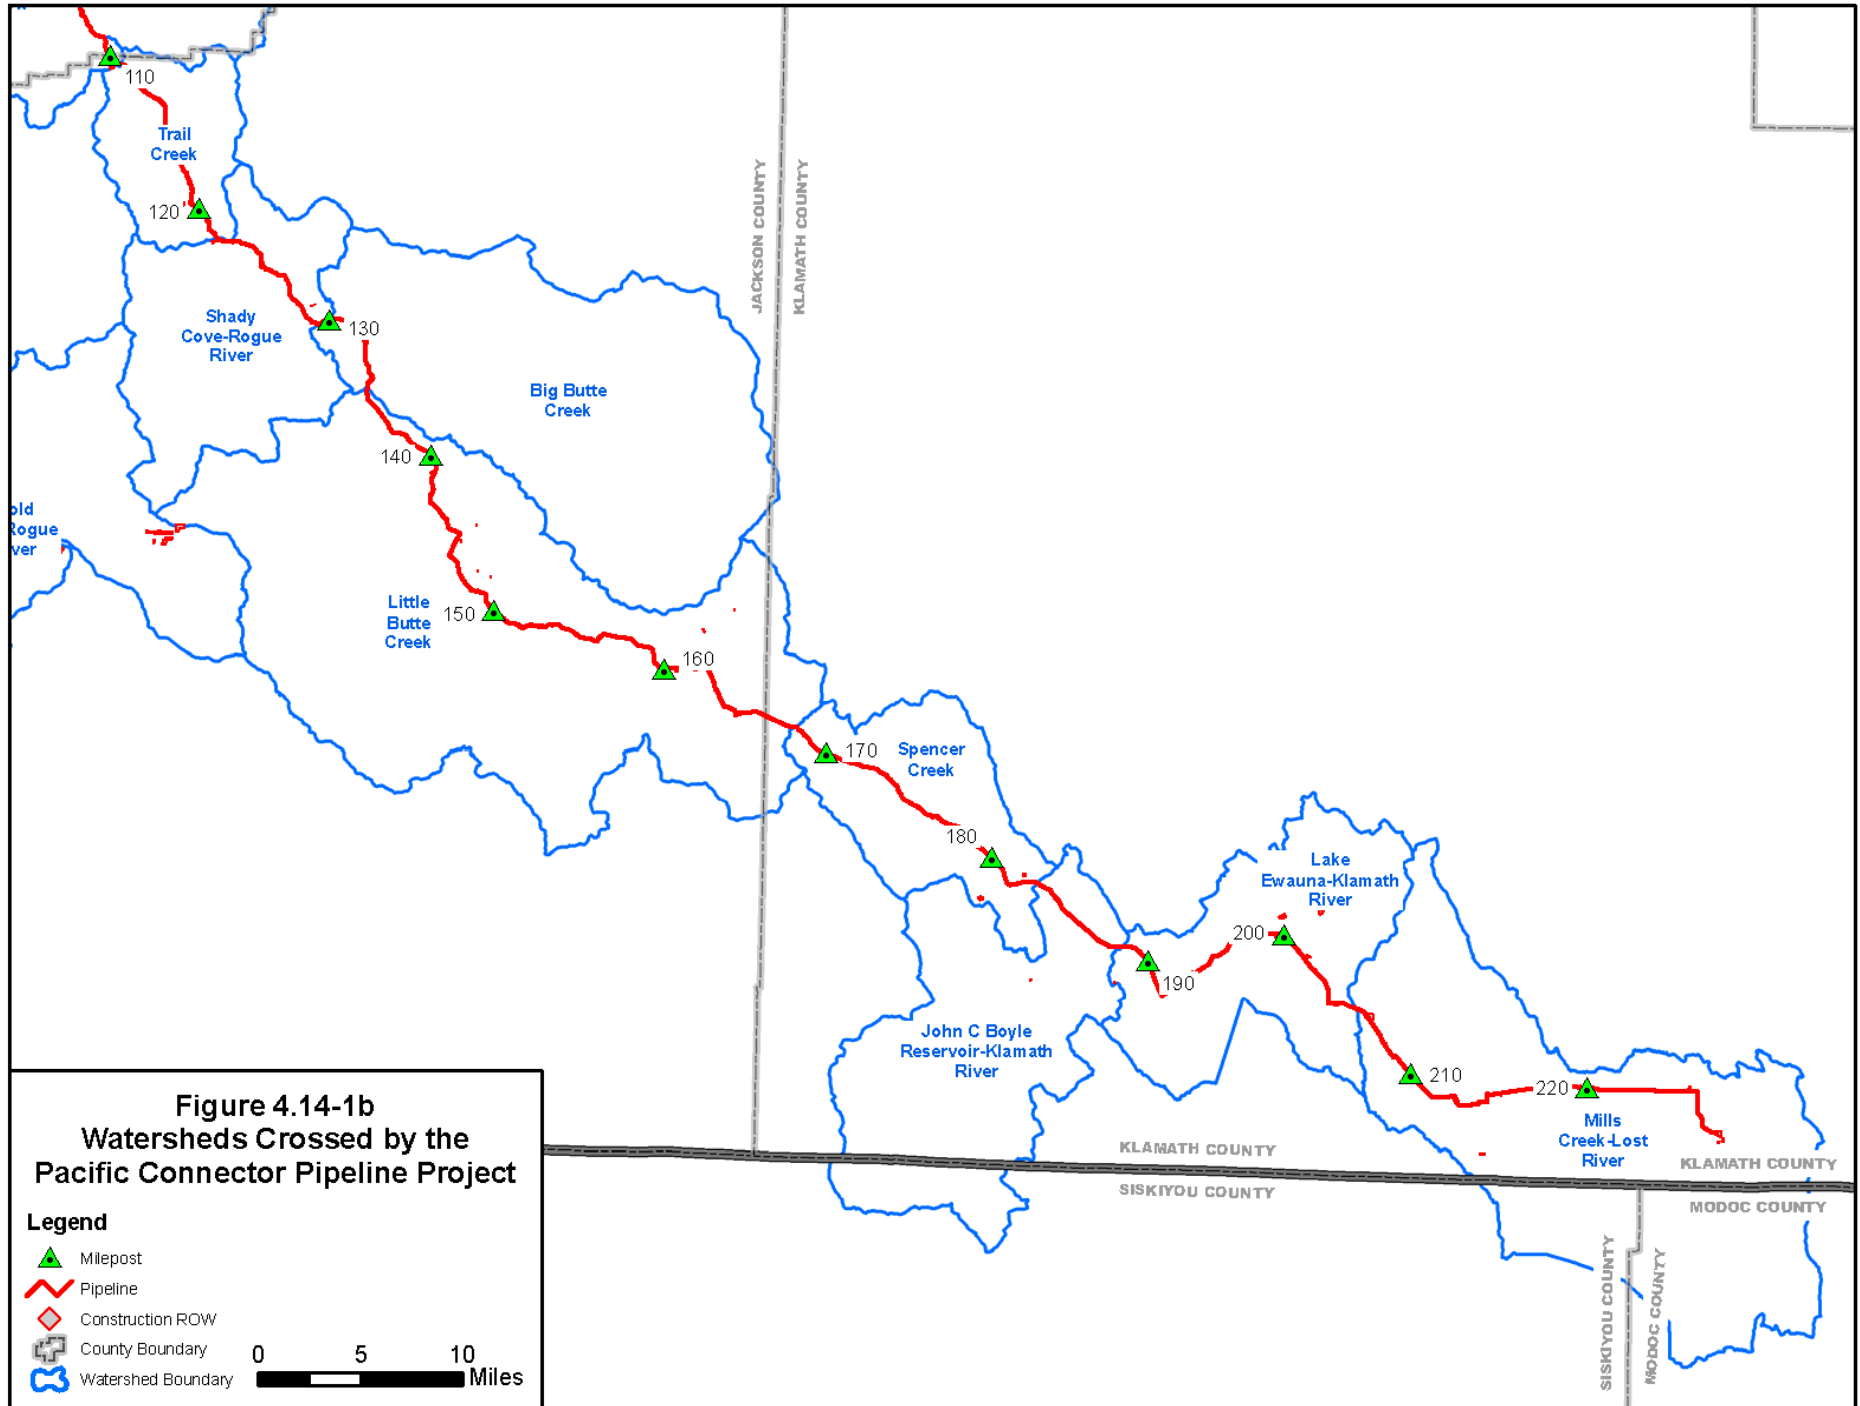 110
Trail
Creek
120
JACKSON COUNTY
KLAMATH COUNTY
Shady
Cove-Rogue
River
130
Big Butte
Creek
140
old
Rogue
ver
Little
Butte
Creek
150
160
170
Spencer
Creek
180
Lake
Ewauna-Klamath
River
200
190
John C Boyle
Reservoir-Klamath
River
210
220
Mills
Creek-Lost
River
KLAMATH COUNTY
SISKIYOU COUNTY
KLAMATH COUNTY
MODOC COUNTY
SISKIYOU COUNTY
MODOC COUNTY
Figure 4.14-1b
Watersheds Crossed by the
Pacific Connector Pipeline Project
Legend
Milepost
Pipeline
Construction ROW
County Boundary
Watershed Boundary
0 5 10
Miles